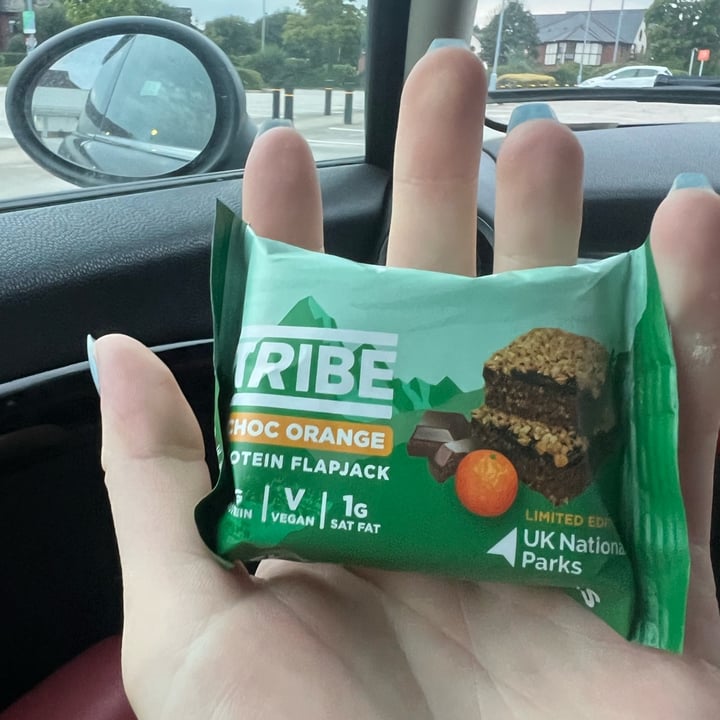 TRIBE
CHOC ORANGE
OTEIN FLAPJACK
V
VEGAN
1G
SAT FAT
LIMITED EDI
UK Nationa
Parks